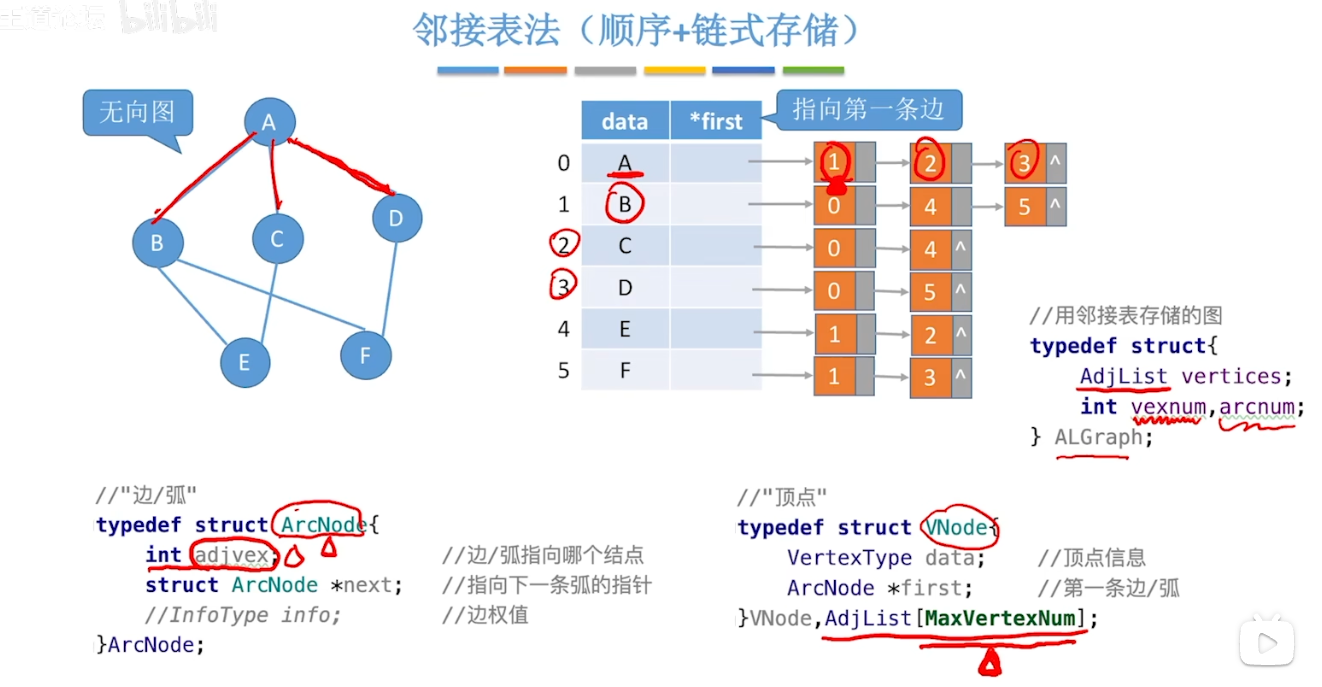 bilibili
邻接表法（顺序+链式存储）
无向图
A
B
C
D
E
F
data *first
指向第一条边
0 A 1 2 3 ^
1 B 0 4 5 ^
2 C 0 4 ^
3 D 0 5 ^
4 E 1 2 ^
5 F 1 3 ^
//用邻接表存储的图
typedef struct{
AdjList vertices;
int vexnum,arcnum;
} ALGraph;
//"边/弧"
typedef struct ArcNode{
int adjvex; //边/弧指向哪个结点
struct ArcNode *next; //指向下一条弧的指针
//InfoType info; //边权值
}ArcNode;
//"顶点"
typedef struct VNode{
VertexType data; //顶点信息
ArcNode *first; //第一条边/弧
}VNode,AdjList[MaxVertexNum];